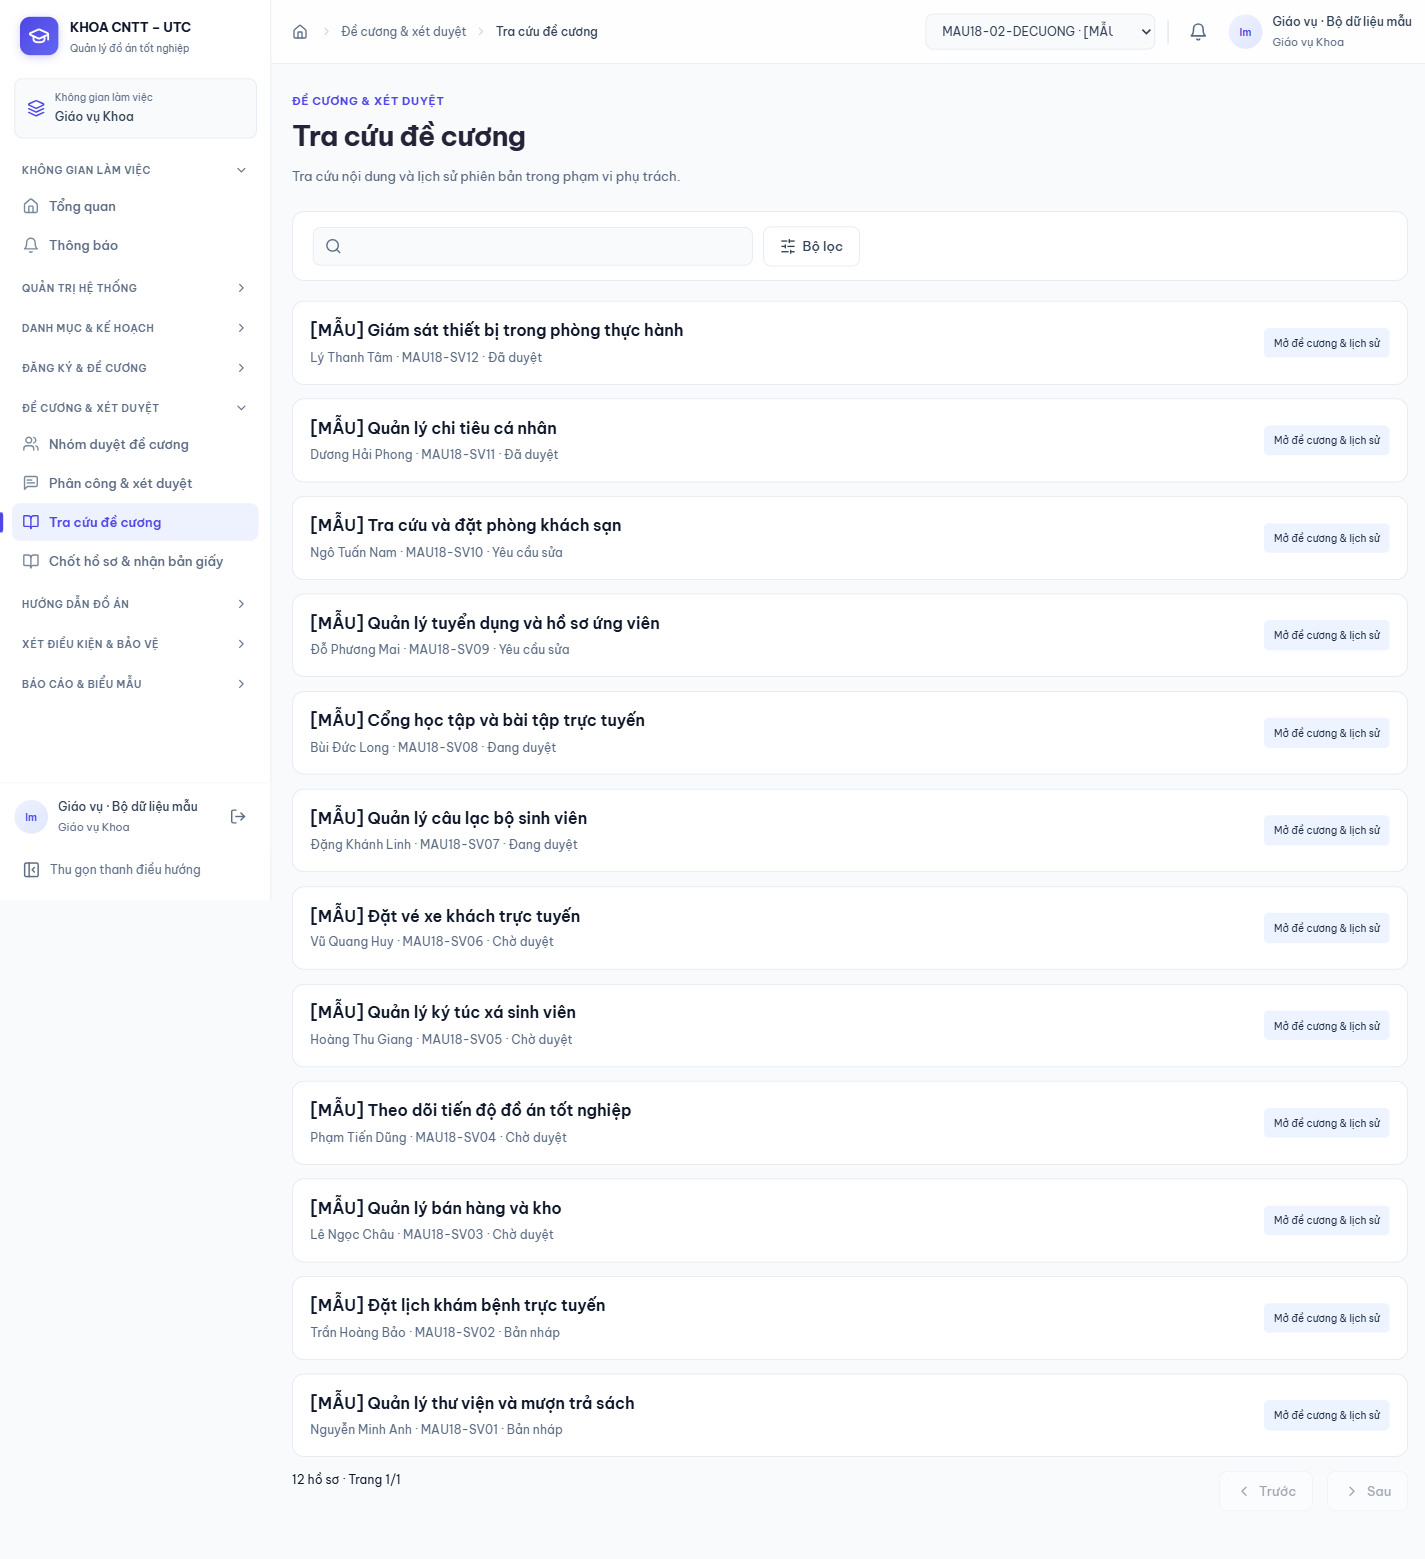 KHOA CNTT – UTC
Quản lý đồ án tốt nghiệp
Không gian làm việc
Giáo vụ Khoa
KHÔNG GIAN LÀM VIỆC
Tổng quan
Thông báo
QUẢN TRỊ HỆ THỐNG
DANH MỤC & KẾ HOẠCH
ĐĂNG KÝ & ĐỀ CƯƠNG
ĐỀ CƯƠNG & XÉT DUYỆT
Nhóm duyệt đề cương
Phân công & xét duyệt
Tra cứu đề cương
Chốt hồ sơ & nhận bản giấy
HƯỚNG DẪN ĐỒ ÁN
XÉT ĐIỀU KIỆN & BẢO VỆ
BÁO CÁO & BIỂU MẪU
lm
Giáo vụ · Bộ dữ liệu mẫu
Giáo vụ Khoa
Thu gọn thanh điều hướng
Đề cương & xét duyệt
Tra cứu đề cương
MAU18-02-DECUONG · [MẪU
lm
Giáo vụ · Bộ dữ liệu mẫu
Giáo vụ Khoa
ĐỀ CƯƠNG & XÉT DUYỆT
Tra cứu đề cương
Tra cứu nội dung và lịch sử phiên bản trong phạm vi phụ trách.
Bộ lọc
[MẪU] Giám sát thiết bị trong phòng thực hành
Lý Thanh Tâm · MAU18-SV12 · Đã duyệt
Mở đề cương & lịch sử
[MẪU] Quản lý chi tiêu cá nhân
Dương Hải Phong · MAU18-SV11 · Đã duyệt
Mở đề cương & lịch sử
[MẪU] Tra cứu và đặt phòng khách sạn
Ngô Tuấn Nam · MAU18-SV10 · Yêu cầu sửa
Mở đề cương & lịch sử
[MẪU] Quản lý tuyển dụng và hồ sơ ứng viên
Đỗ Phương Mai · MAU18-SV09 · Yêu cầu sửa
Mở đề cương & lịch sử
[MẪU] Cổng học tập và bài tập trực tuyến
Bùi Đức Long · MAU18-SV08 · Đang duyệt
Mở đề cương & lịch sử
[MẪU] Quản lý câu lạc bộ sinh viên
Đặng Khánh Linh · MAU18-SV07 · Đang duyệt
Mở đề cương & lịch sử
[MẪU] Đặt vé xe khách trực tuyến
Vũ Quang Huy · MAU18-SV06 · Chờ duyệt
Mở đề cương & lịch sử
[MẪU] Quản lý ký túc xá sinh viên
Hoàng Thu Giang · MAU18-SV05 · Chờ duyệt
Mở đề cương & lịch sử
[MẪU] Theo dõi tiến độ đồ án tốt nghiệp
Phạm Tiến Dũng · MAU18-SV04 · Chờ duyệt
Mở đề cương & lịch sử
[MẪU] Quản lý bán hàng và kho
Lê Ngọc Châu · MAU18-SV03 · Chờ duyệt
Mở đề cương & lịch sử
[MẪU] Đặt lịch khám bệnh trực tuyến
Trần Hoàng Bảo · MAU18-SV02 · Bản nháp
Mở đề cương & lịch sử
[MẪU] Quản lý thư viện và mượn trả sách
Nguyễn Minh Anh · MAU18-SV01 · Bản nháp
Mở đề cương & lịch sử
12 hồ sơ · Trang 1/1
Trước
Sau